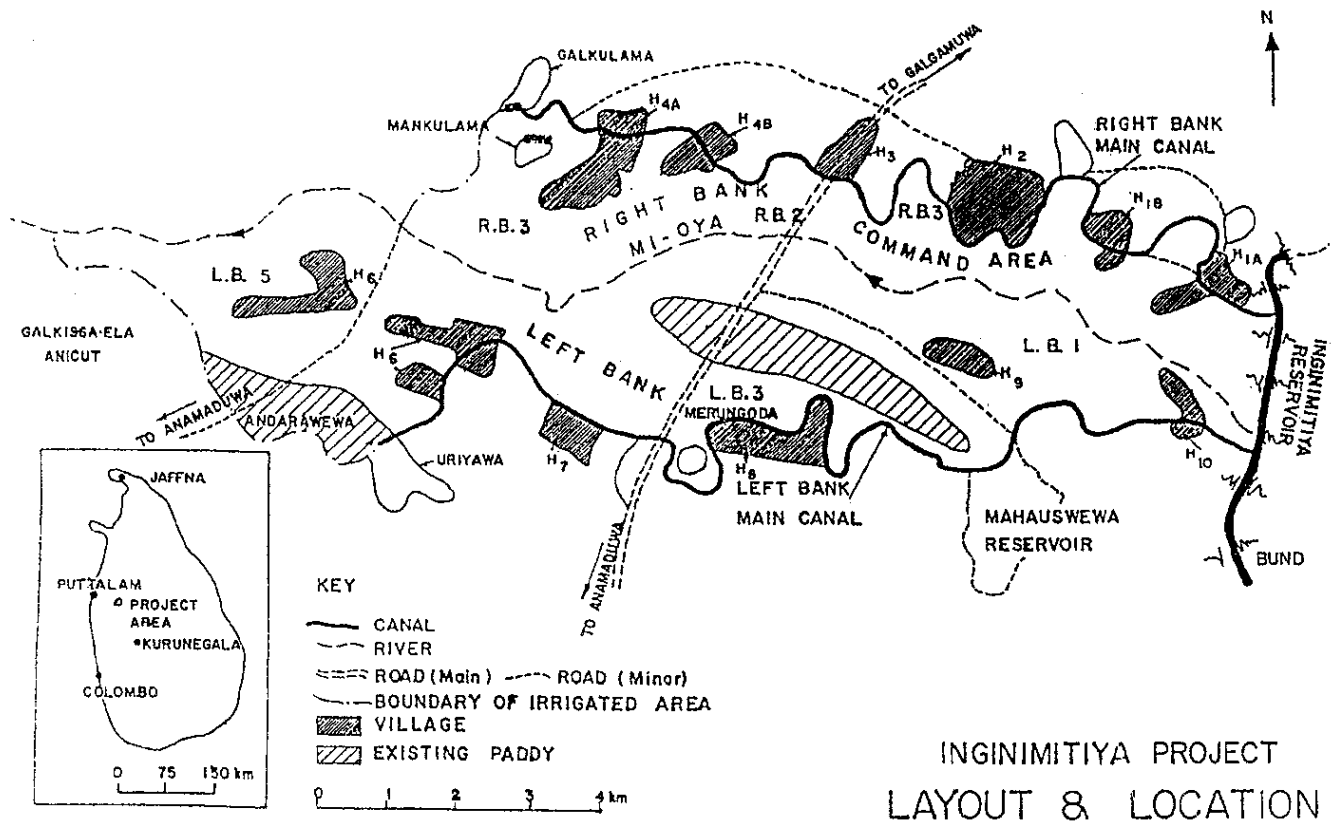 N
GALKULAMA
TO GALGAMUWA
H4A
MANKULAMA
H4B
RIGHT BANK
MAIN CANAL
H3
H2
H1B
R.B.3
RIGHT BANK
R.B.2
R.B.3
MI-OYA
COMMAND AREA
H1A
L.B. 5
H6
GALKISGA-ELA
ANICUT
LEFT BANK
L.B. 1
INGINIMITIYA
RESERVOIR
H6
H9
L.B.3
MERUNGODA
TO ANAMADUWA
ANDARAWEWA
URIYAWA
H7
H8
H10
LEFT BANK
MAIN CANAL
MAHAUSWEWA
RESERVOIR
BUND
TO ANAMADUWA
JAFFNA
PUTTALAM
PROJECT
AREA
KURUNEGALA
COLOMBO
0 75 150 km
KEY
CANAL
RIVER
ROAD (Main) ROAD (Minor)
BOUNDARY OF IRRIGATED AREA
VILLAGE
EXISTING PADDY
0 1 2 3 4 km
INGINIMITIYA PROJECT
LAYOUT & LOCATION